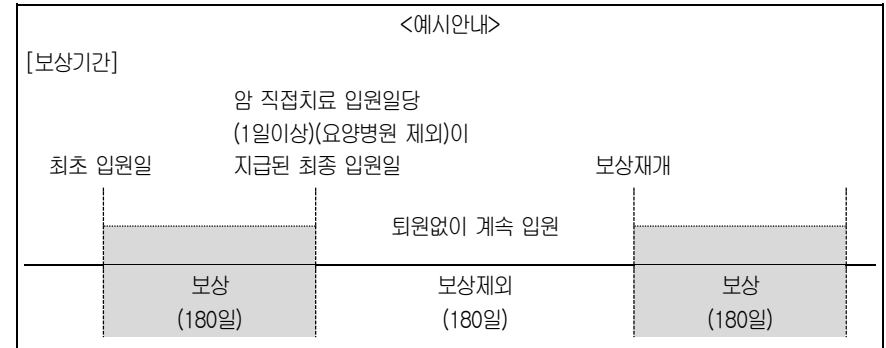 <예시안내>
[보상기간]
암 직접치료 입원일당
(1일이상)(요양병원 제외)이
최초 입원일 지급된 최종 입원일 보상재개
퇴원없이 계속 입원
보상 보상제외 보상
(180일) (180일) (180일)